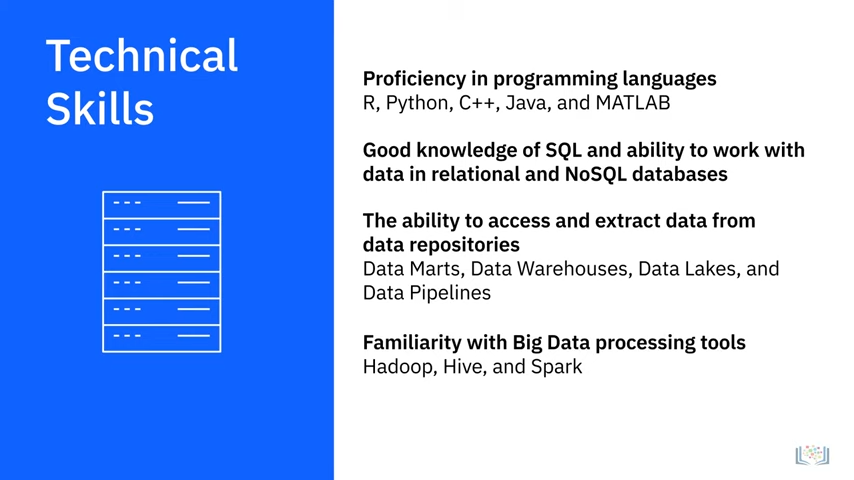 Technical
Skills
Proficiency in programming languages
R, Python, C++, Java, and MATLAB
Good knowledge of SQL and ability to work with
data in relational and NoSQL databases
The ability to access and extract data from
data repositories
Data Marts, Data Warehouses, Data Lakes, and
Data Pipelines
Familiarity with Big Data processing tools
Hadoop, Hive, and Spark